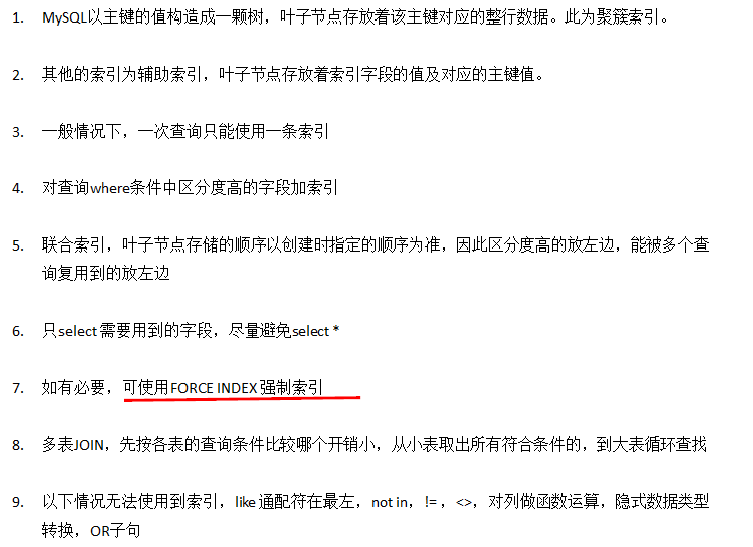 1. MySQL以主键的值构造成一颗树，叶子节点存放着该主键对应的整行数据。此为聚簇索引。
2. 其他的索引为辅助索引，叶子节点存放着索引字段的值及对应的主键值。
3. 一般情况下，一次查询只能使用一条索引
4. 对查询where条件中区分度高的字段加索引
5. 联合索引，叶子节点存储的顺序以创建时指定的顺序为准，因此区分度高的放左边，能被多个查
询复用到的放左边
6. 只select需要用到的字段，尽量避免select *
7. 如有必要，可使用FORCE INDEX强制索引
8. 多表JOIN，先按各表的查询条件比较哪个开销小，从小表取出所有符合条件的，到大表循环查找
9. 以下情况无法使用到索引，like通配符在最左，not in，!=，<>，对列做函数运算，隐式数据类型
转换，OR子句